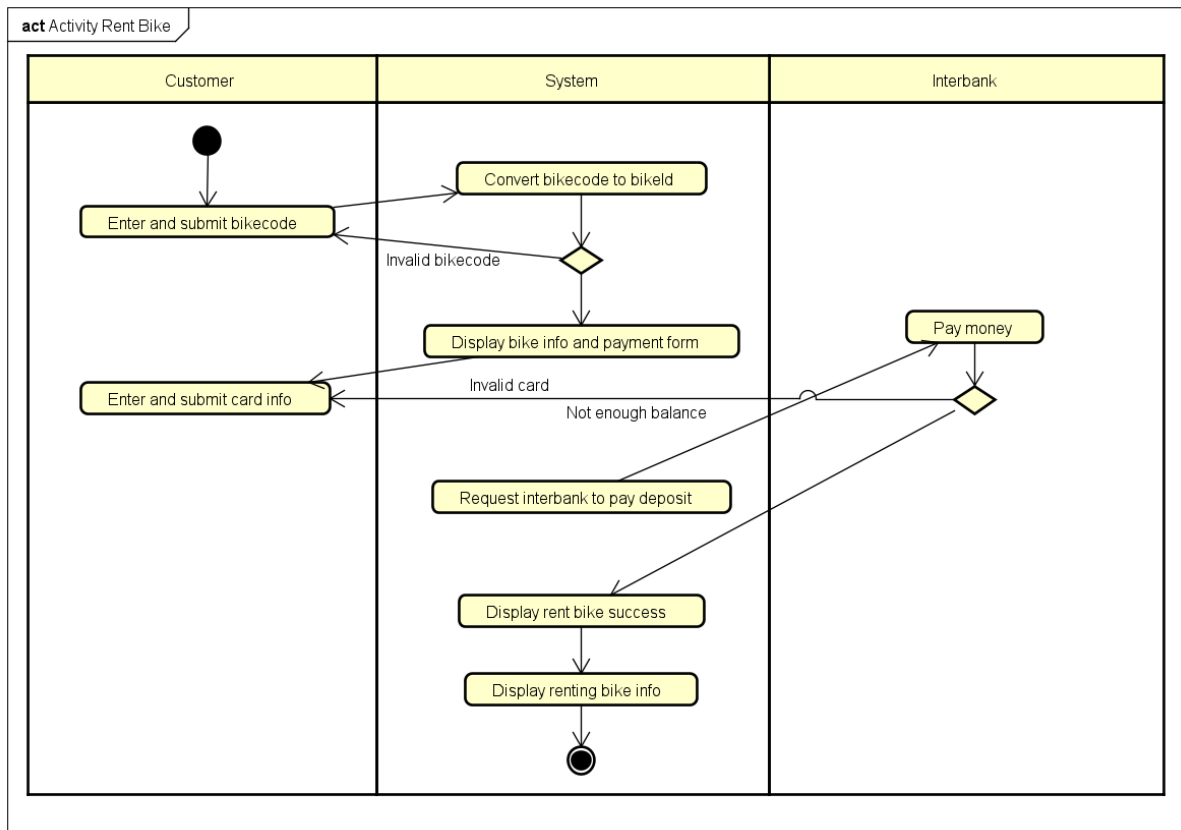 act Activity Rent Bike
Customer
System
Interbank
Convert bikecode to bikeId
Enter and submit bikecode
Invalid bikecode
Pay money
Display bike info and payment form
Invalid card
Enter and submit card info
Not enough balance
Request interbank to pay deposit
Display rent bike success
Display renting bike info